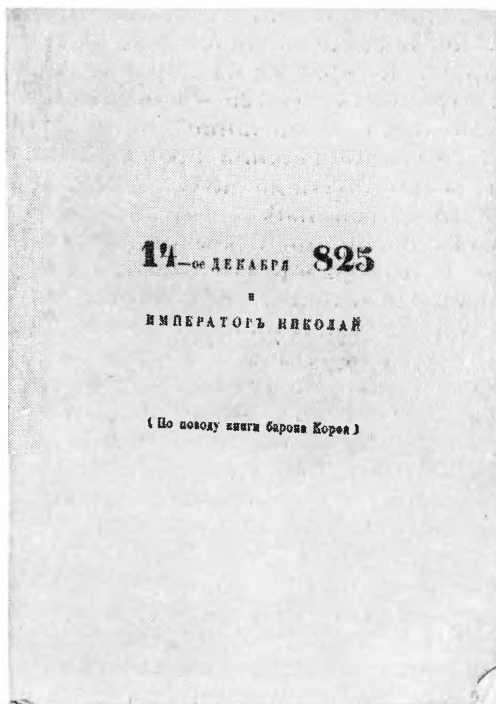 14—ое ДЕКАБРЯ 825
и
ИМПЕРАТОРЪ НИКОЛАЙ
(По поводу книги барона Корфа)